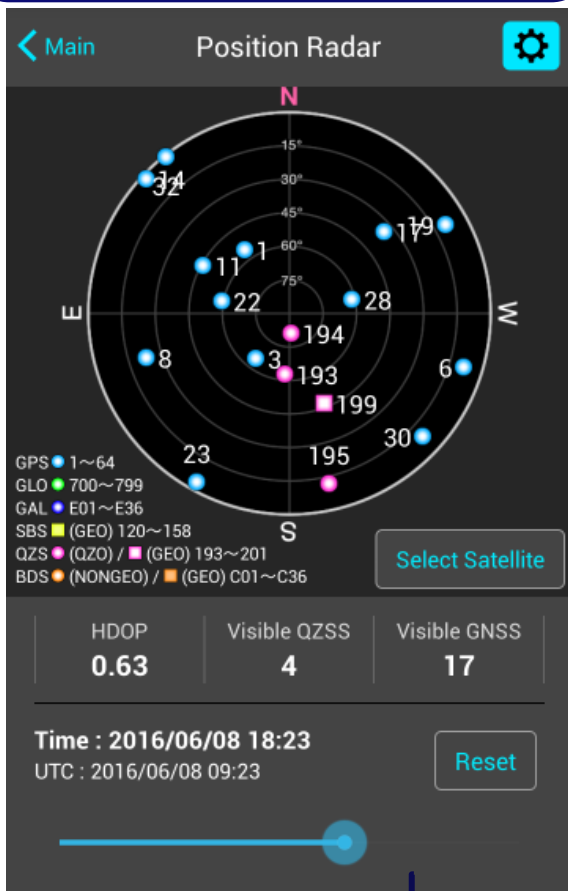 Main
Position Radar
N
15°
30°
45°
60°
75°
14
32
19
17
1
11
22
28
E
W
194
3
193
8
6
199
30
23
195
S
GPS 1～64
GLO 700～799
GAL E01～E36
SBS (GEO) 120～158
QZS (QZO) / (GEO) 193～201
BDS (NONGEO) / (GEO) C01～C36
Select Satellite
HDOP
0.63
Visible QZSS
4
Visible GNSS
17
Time : 2016/06/08 18:23
UTC : 2016/06/08 09:23
Reset